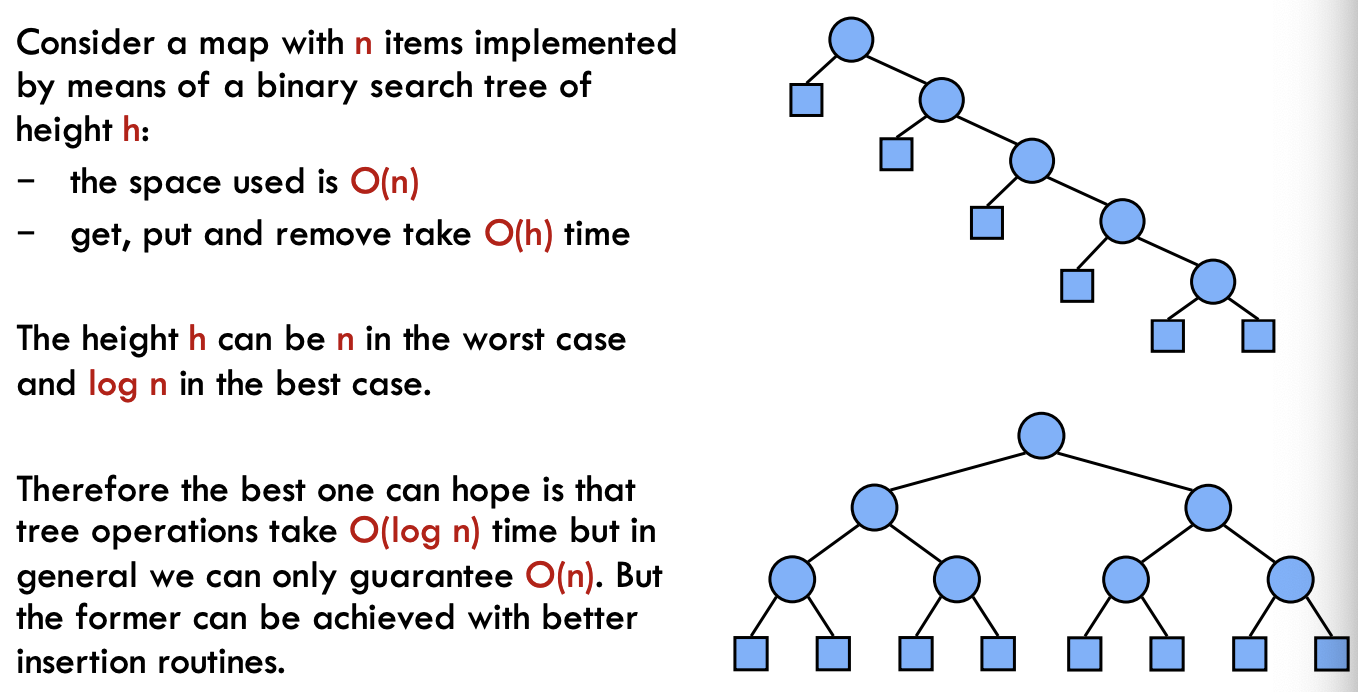 Consider a map with n items implemented
by means of a binary search tree of
height h:
– the space used is O(n)
– get, put and remove take O(h) time
The height h can be n in the worst case
and log n in the best case.
Therefore the best one can hope is that
tree operations take O(log n) time but in
general we can only guarantee O(n). But
the former can be achieved with better
insertion routines.